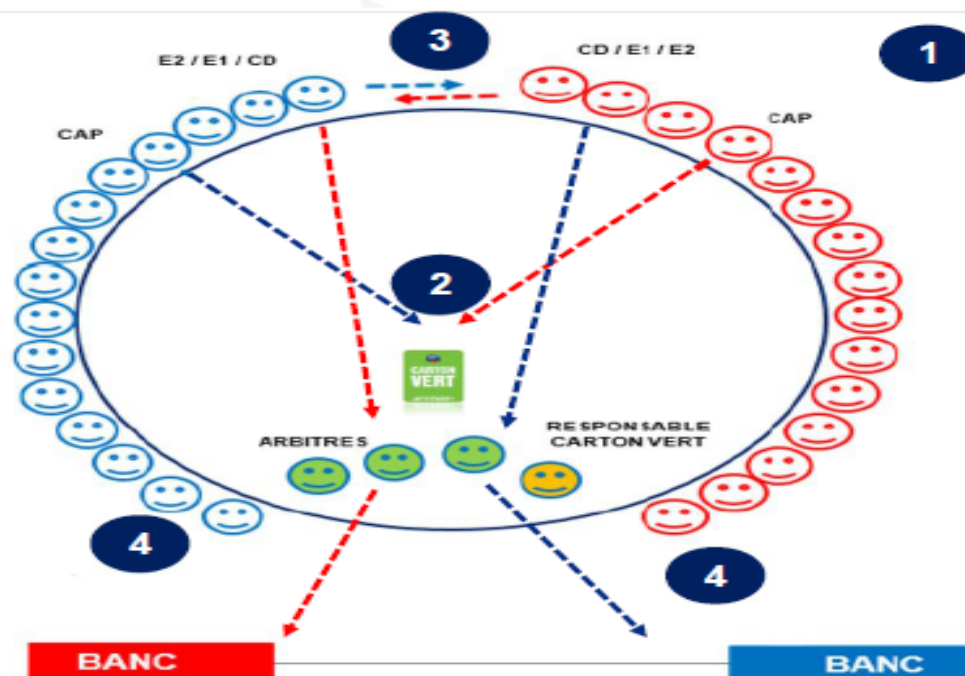 3
1
E2 / E1 / CD
CD / E1 / E2
CAP
CAP
2
CARTON
VERT
ARBITRES
RESPONSABLE
CARTON VERT
4
4
BANC
BANC